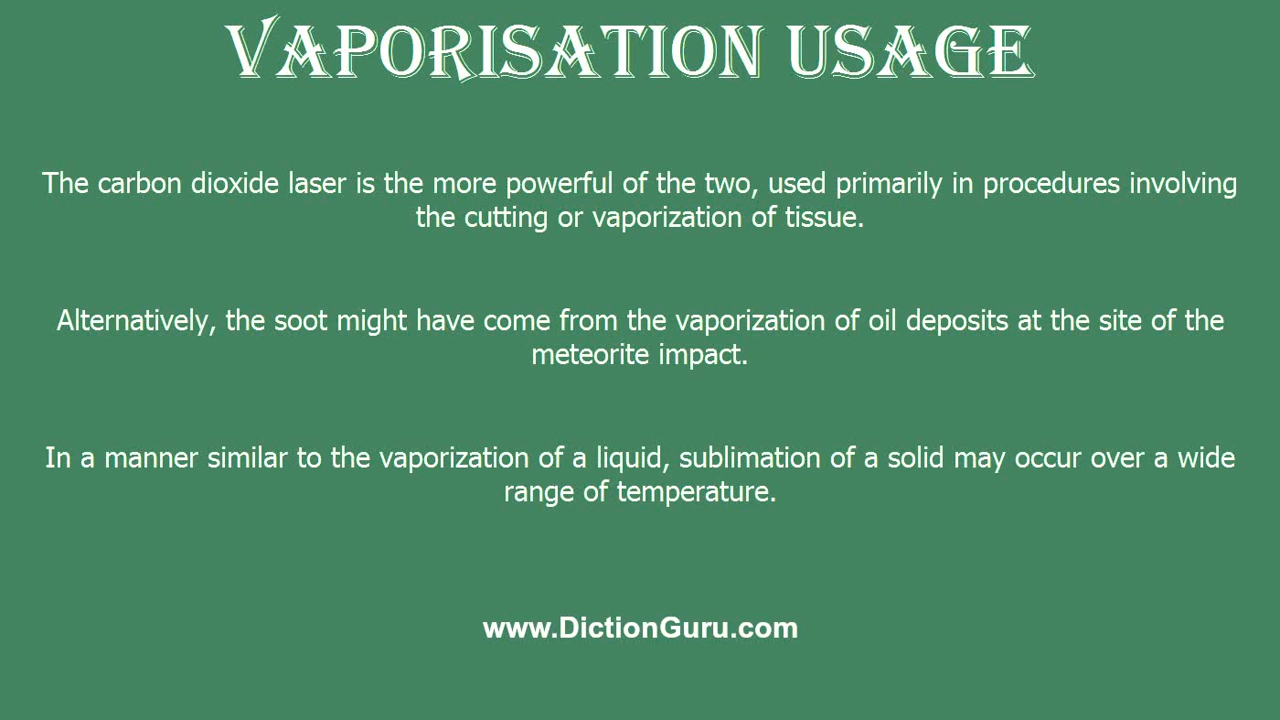 VAPORISATION USAGE
The carbon dioxide laser is the more powerful of the two, used primarily in procedures involving
the cutting or vaporization of tissue.
Alternatively, the soot might have come from the vaporization of oil deposits at the site of the
meteorite impact.
In a manner similar to the vaporization of a liquid, sublimation of a solid may occur over a wide
range of temperature.
www.DictionGuru.com